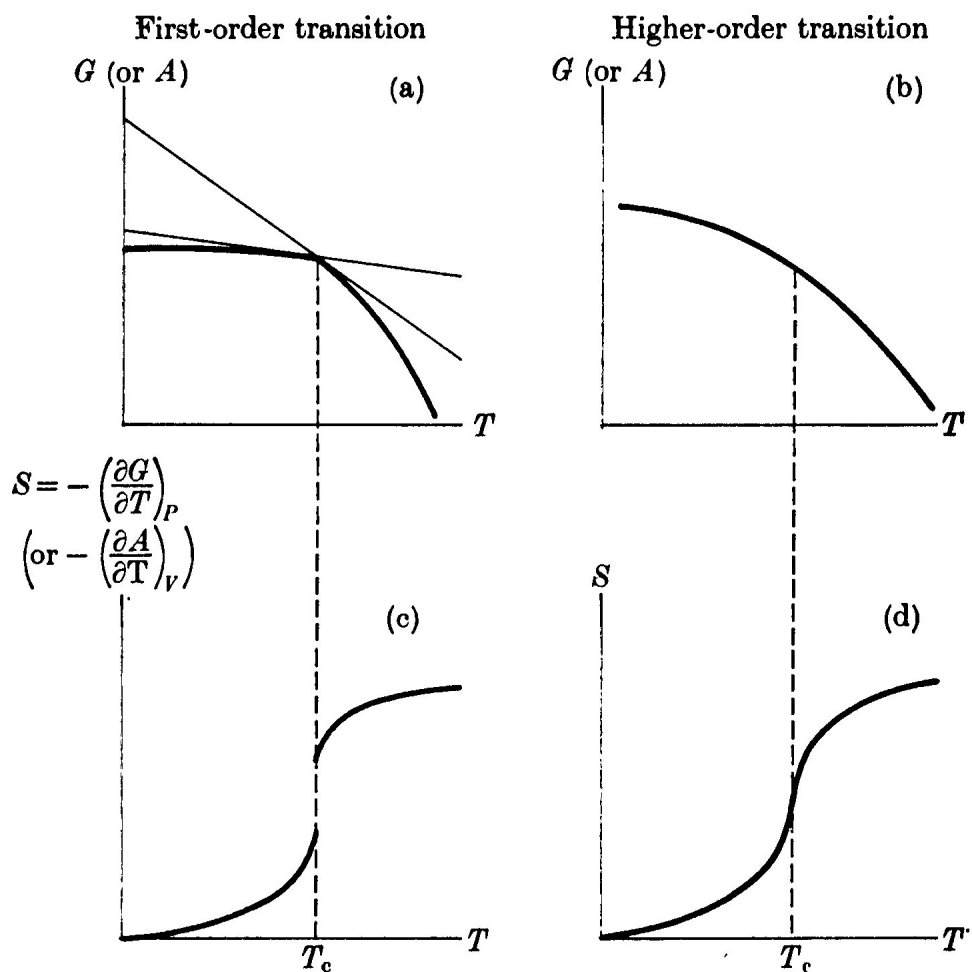 First-order transition
Higher-order transition
G (or A)
(a)
G (or A)
(b)
T
T
S = − (∂G/∂T)_P
(or − (∂A/∂T)_V)
S
(c)
(d)
T_c
T
T_c
T